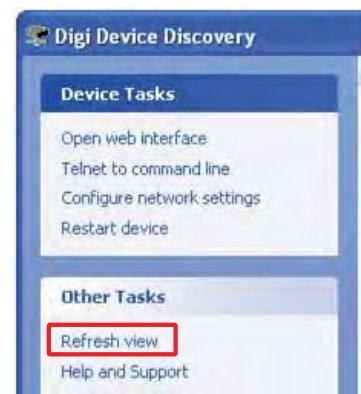 Digi Device Discovery
Device Tasks
Open web interface
Telnet to command line
Configure network settings
Restart device
Other Tasks
Refresh view
Help and Support